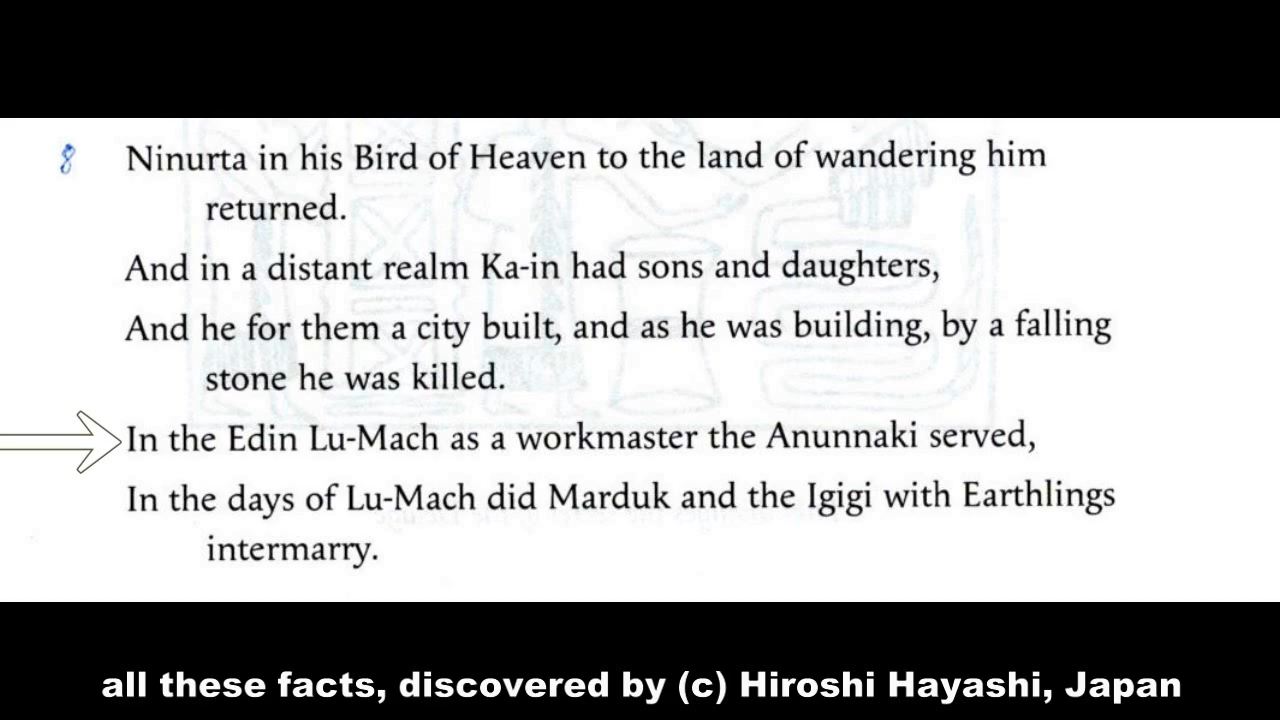 8 Ninurta in his Bird of Heaven to the land of wandering him
returned.
And in a distant realm Ka-in had sons and daughters,
And he for them a city built, and as he was building, by a falling
stone he was killed.
In the Edin Lu-Mach as a workmaster the Anunnaki served,
In the days of Lu-Mach did Marduk and the Igigi with Earthlings
intermarry.
all these facts, discovered by (c) Hiroshi Hayashi, Japan